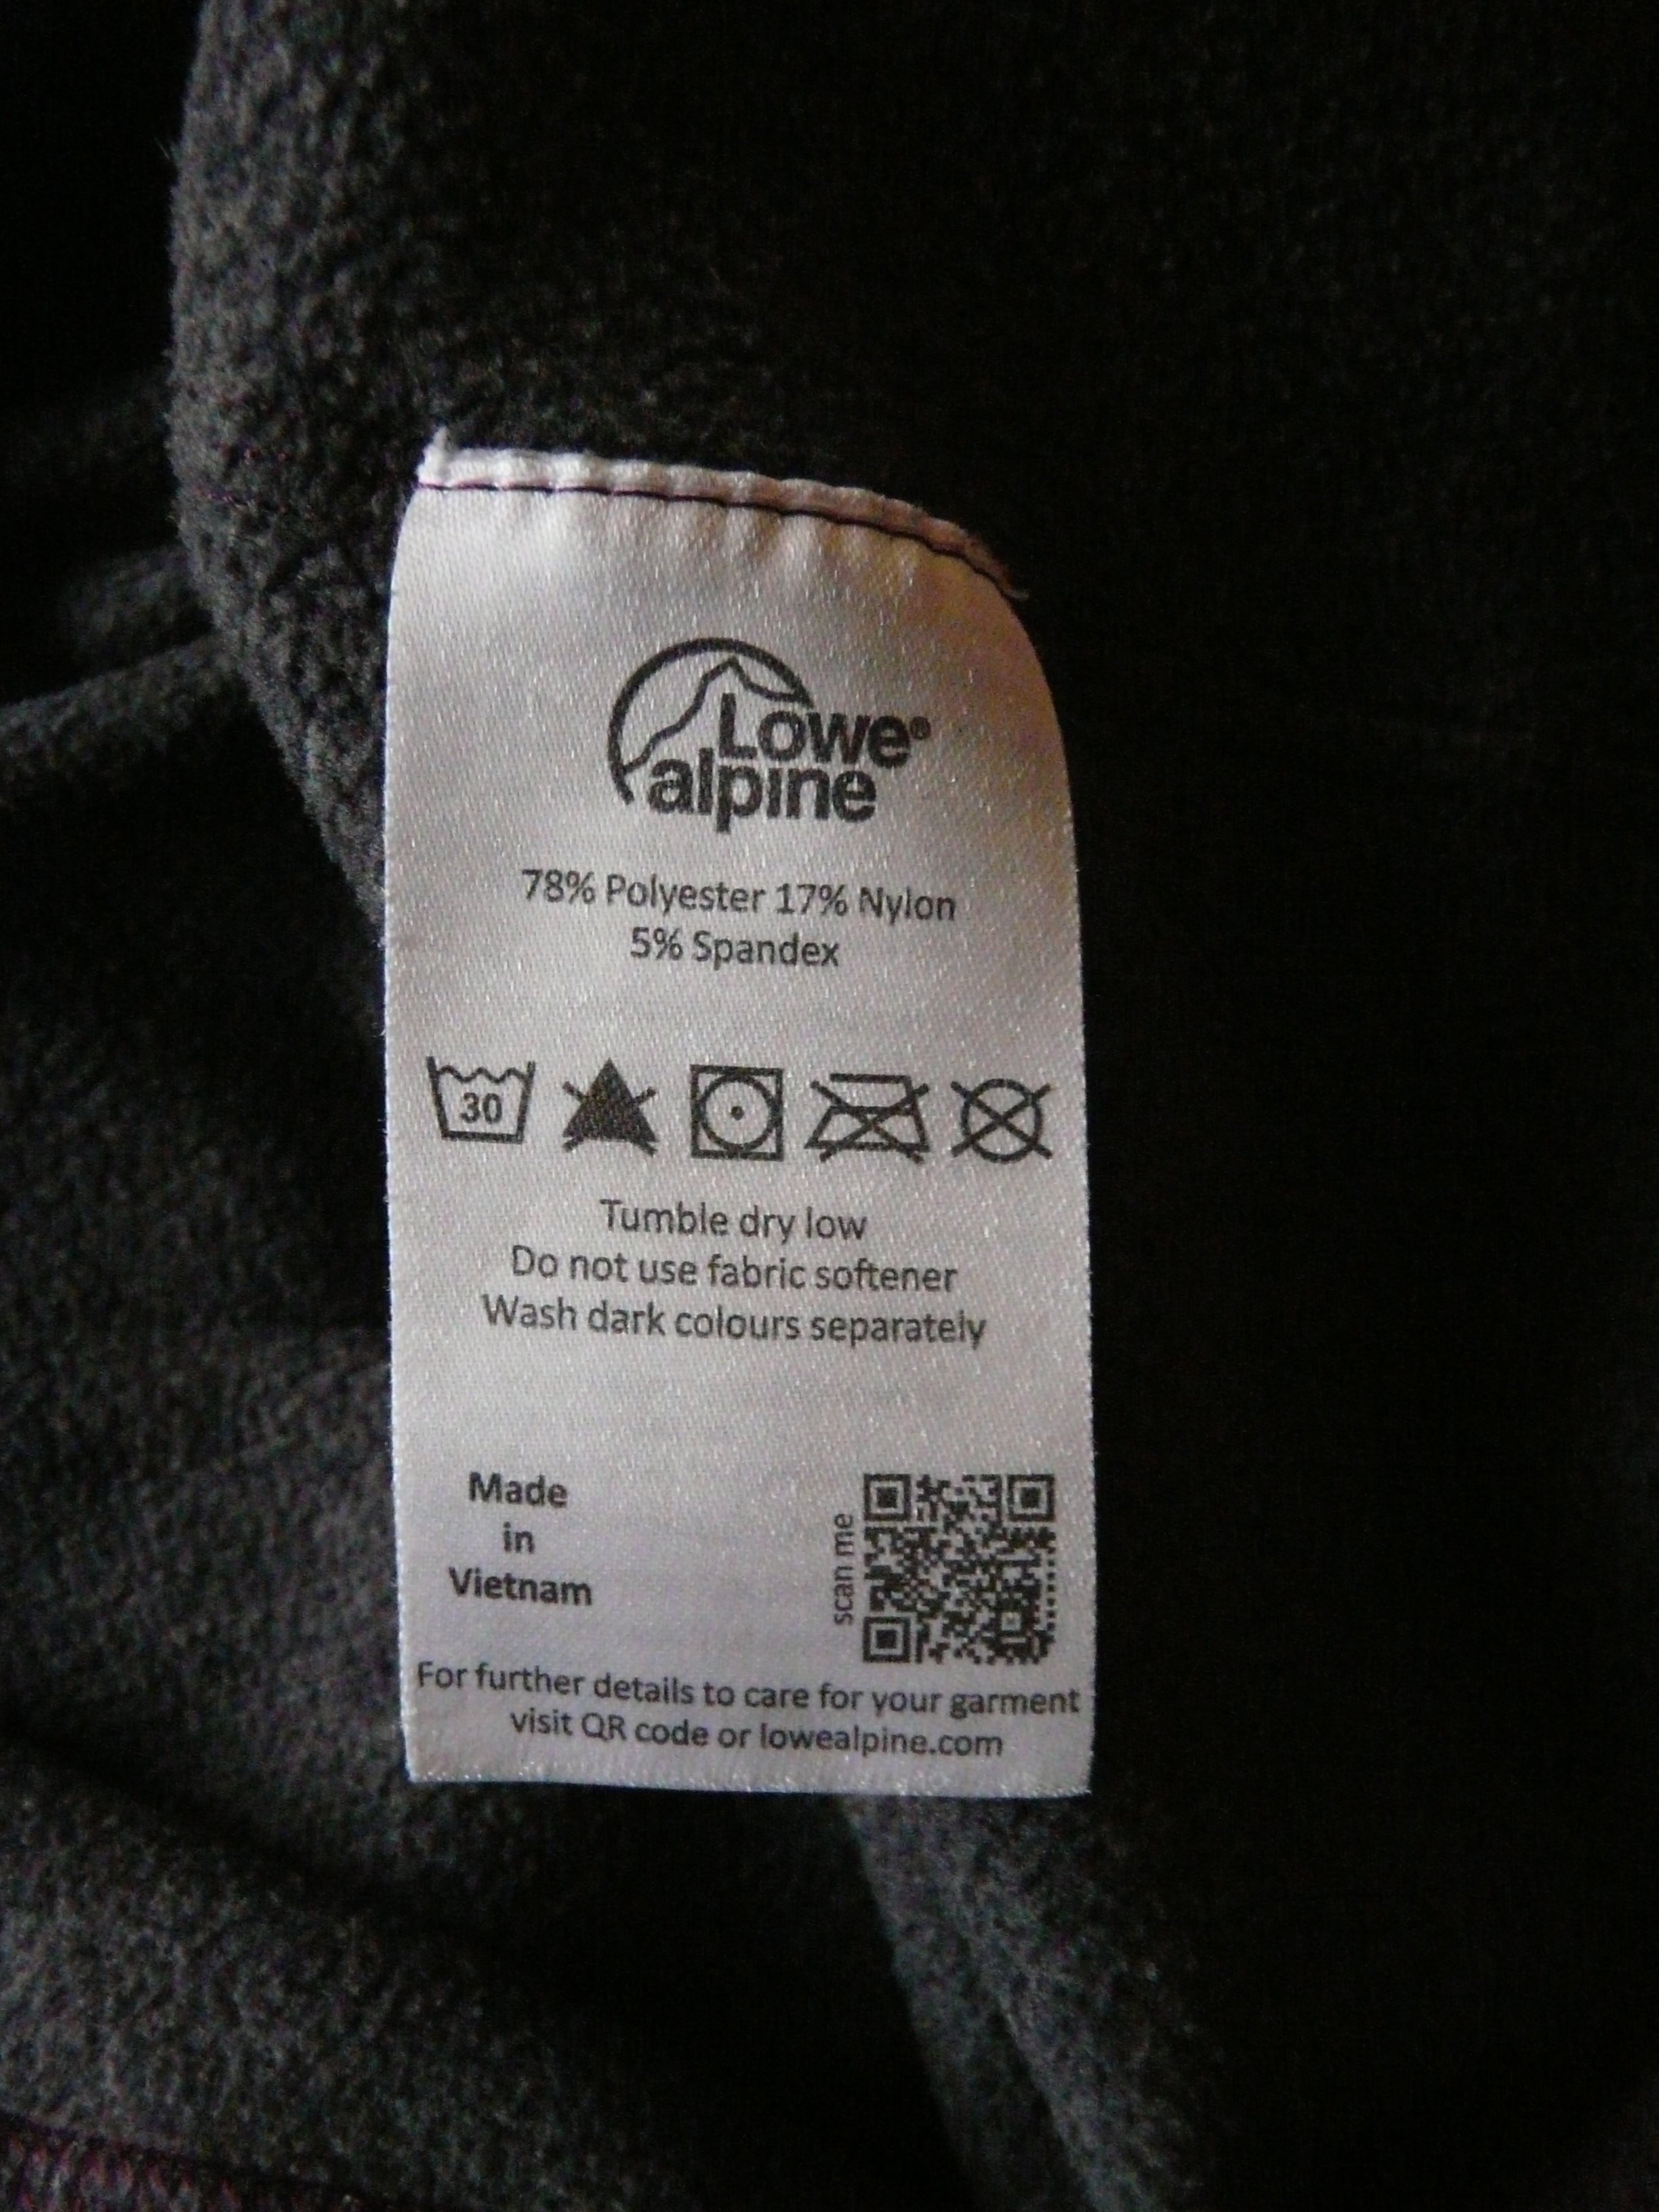 Lowe®
alpine
78% Polyester 17% Nylon
5% Spandex
30
Tumble dry low
Do not use fabric softener
Wash dark colours separately
Made
in
Vietnam
scan me
For further details to care for your garment
visit QR code or lowealpine.com